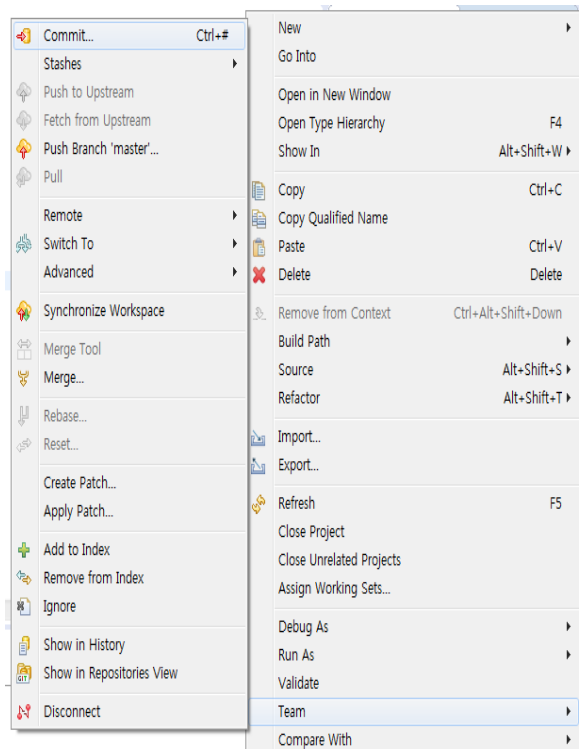 Commit... Ctrl+#
Stashes
Push to Upstream
Fetch from Upstream
Push Branch 'master'...
Pull
Remote
Switch To
Advanced
Synchronize Workspace
Merge Tool
Merge...
Rebase...
Reset...
Create Patch...
Apply Patch...
Add to Index
Remove from Index
Ignore
Show in History
GIT Show in Repositories View
Disconnect
New
Go Into
Open in New Window
Open Type Hierarchy F4
Show In Alt+Shift+W
Copy Ctrl+C
Copy Qualified Name
Paste Ctrl+V
Delete Delete
Remove from Context Ctrl+Alt+Shift+Down
Build Path
Source Alt+Shift+S
Refactor Alt+Shift+T
Import...
Export...
Refresh F5
Close Project
Close Unrelated Projects
Assign Working Sets...
Debug As
Run As
Validate
Team
Compare With